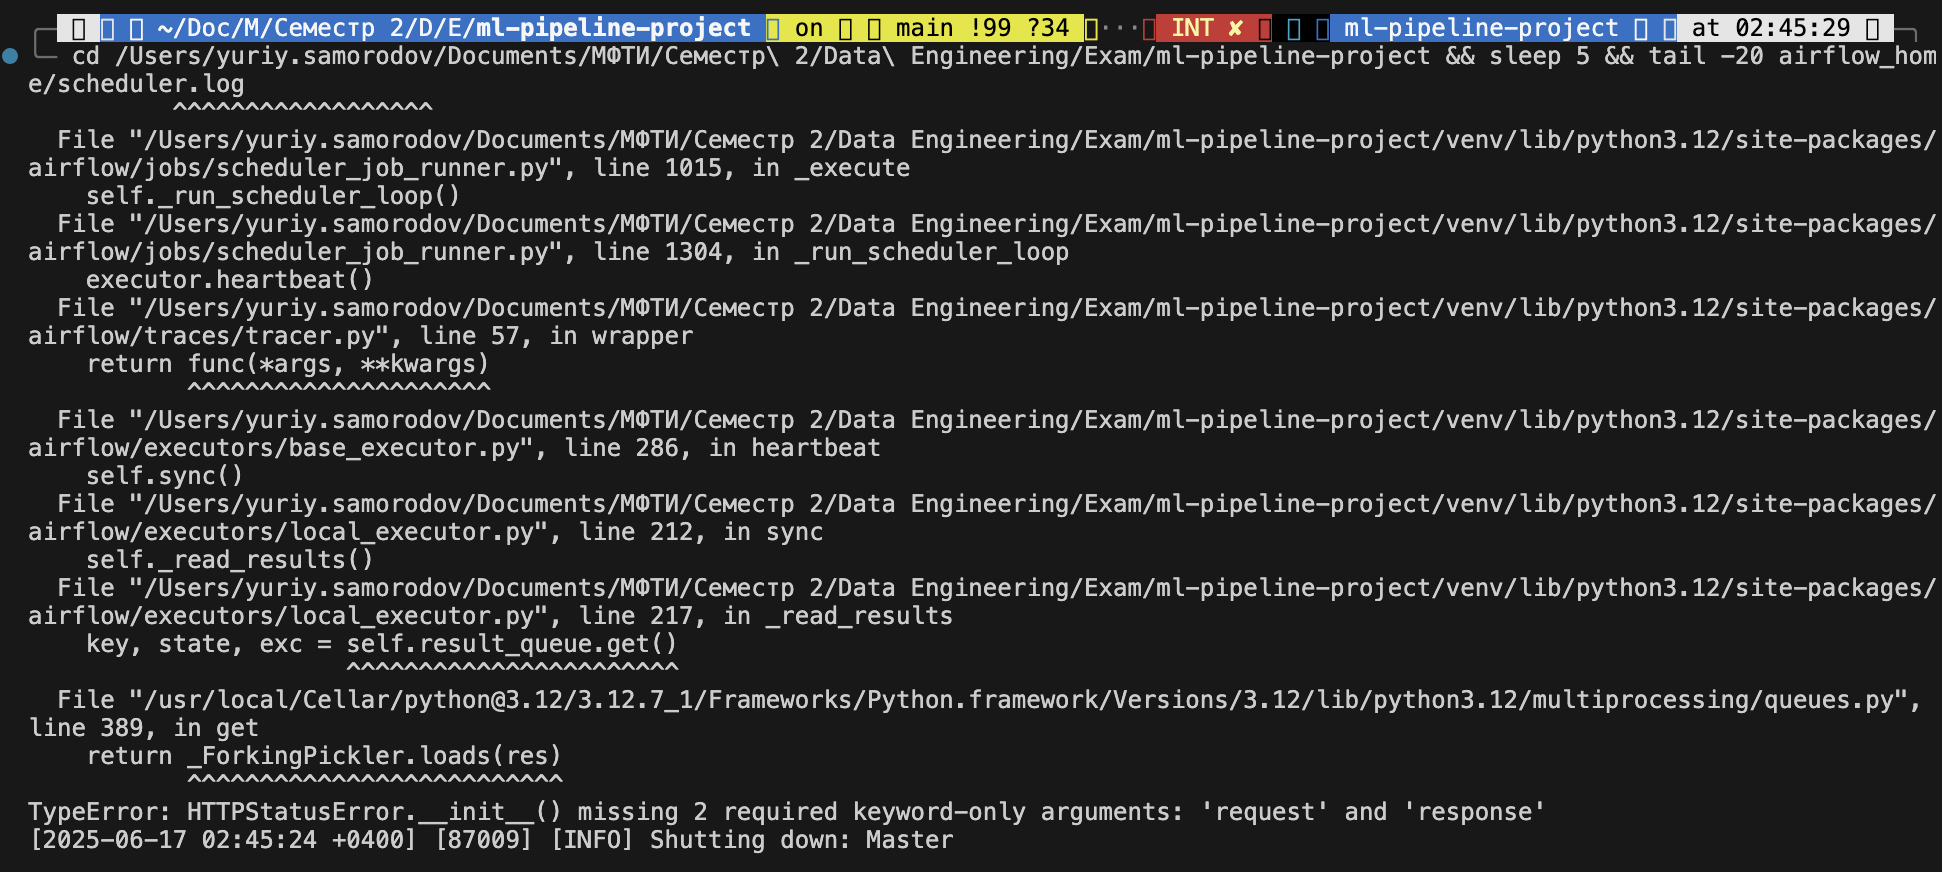 ~/Doc/M/Семестр 2/D/E/ml-pipeline-project on main !99 ?34 ··· INT ✘ ml-pipeline-project at 02:45:29
cd /Users/yuriy.samorodov/Documents/МФТИ/Семестр\ 2/Data\ Engineering/Exam/ml-pipeline-project && sleep 5 && tail -20 airflow_hom
e/scheduler.log
^^^^^^^^^^^^^^^^^^
File "/Users/yuriy.samorodov/Documents/МФТИ/Семестр 2/Data Engineering/Exam/ml-pipeline-project/venv/lib/python3.12/site-packages/
airflow/jobs/scheduler_job_runner.py", line 1015, in _execute
self._run_scheduler_loop()
File "/Users/yuriy.samorodov/Documents/МФТИ/Семестр 2/Data Engineering/Exam/ml-pipeline-project/venv/lib/python3.12/site-packages/
airflow/jobs/scheduler_job_runner.py", line 1304, in _run_scheduler_loop
executor.heartbeat()
File "/Users/yuriy.samorodov/Documents/МФТИ/Семестр 2/Data Engineering/Exam/ml-pipeline-project/venv/lib/python3.12/site-packages/
airflow/traces/tracer.py", line 57, in wrapper
return func(*args, **kwargs)
^^^^^^^^^^^^^^^^^^^^^
File "/Users/yuriy.samorodov/Documents/МФТИ/Семестр 2/Data Engineering/Exam/ml-pipeline-project/venv/lib/python3.12/site-packages/
airflow/executors/base_executor.py", line 286, in heartbeat
self.sync()
File "/Users/yuriy.samorodov/Documents/МФТИ/Семестр 2/Data Engineering/Exam/ml-pipeline-project/venv/lib/python3.12/site-packages/
airflow/executors/local_executor.py", line 212, in sync
self._read_results()
File "/Users/yuriy.samorodov/Documents/МФТИ/Семестр 2/Data Engineering/Exam/ml-pipeline-project/venv/lib/python3.12/site-packages/
airflow/executors/local_executor.py", line 217, in _read_results
key, state, exc = self.result_queue.get()
^^^^^^^^^^^^^^^^^^^^^^^
File "/usr/local/Cellar/python@3.12/3.12.7_1/Frameworks/Python.framework/Versions/3.12/lib/python3.12/multiprocessing/queues.py",
line 389, in get
return _ForkingPickler.loads(res)
^^^^^^^^^^^^^^^^^^^^^^^^^^
TypeError: HTTPStatusError.__init__() missing 2 required keyword-only arguments: 'request' and 'response'
[2025-06-17 02:45:24 +0400] [87009] [INFO] Shutting down: Master